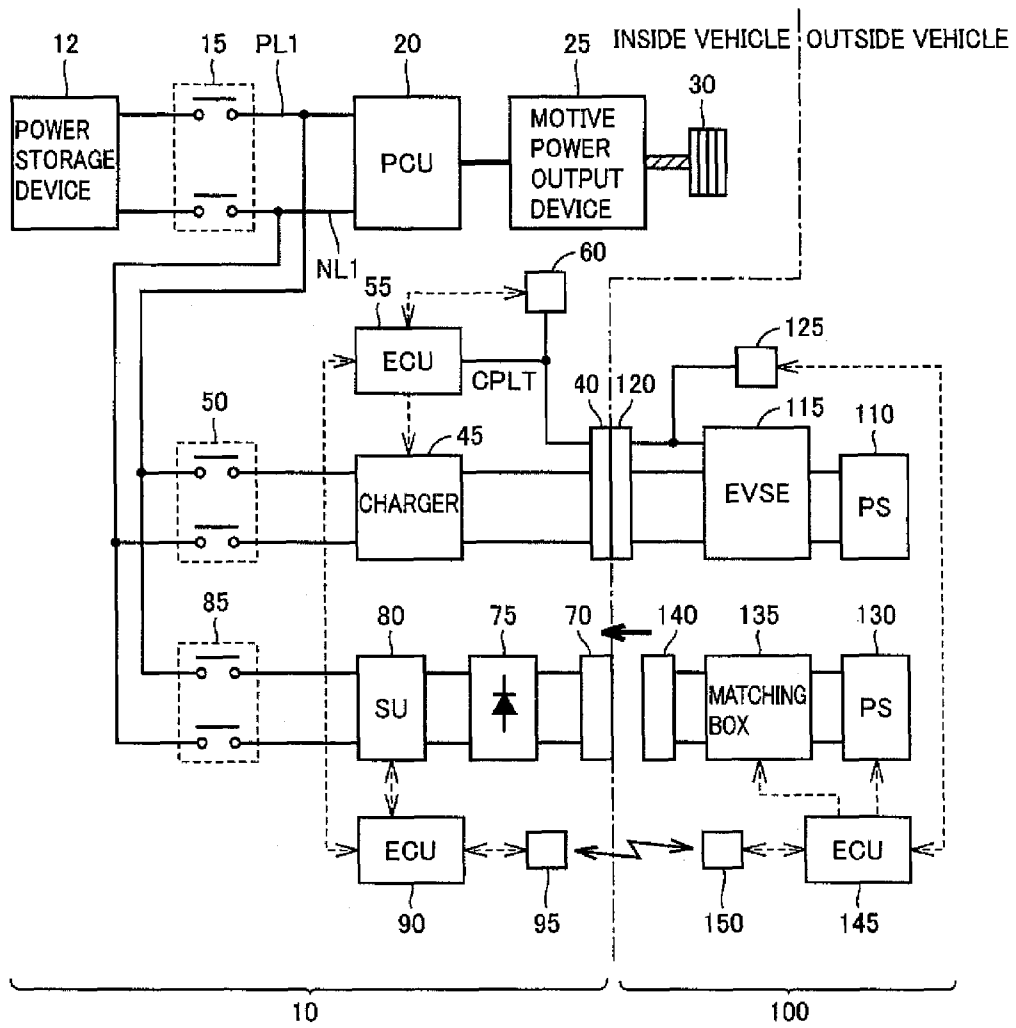 INSIDE VEHICLE
OUTSIDE VEHICLE
12
15
PL1
20
25
30
POWER
STORAGE
DEVICE
PCU
MOTIVE
POWER
OUTPUT
DEVICE
NL1
60
55
ECU
CPLT
125
50
45
40
120
115
110
CHARGER
EVSE
PS
85
80
75
70
140
135
130
SU
MATCHING
BOX
PS
ECU
ECU
90
95
150
145
10
100